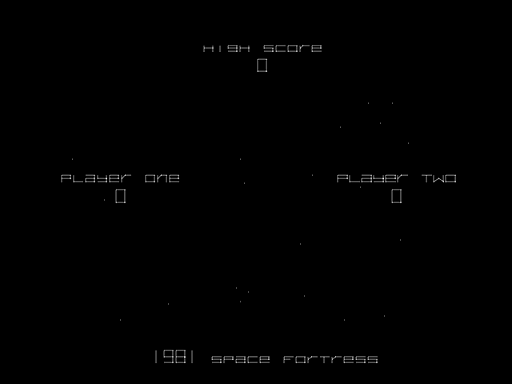 HIGH SCORE
0
PLAYER ONE PLAYER TWO
0 0
1981 SPACE FORTRESS